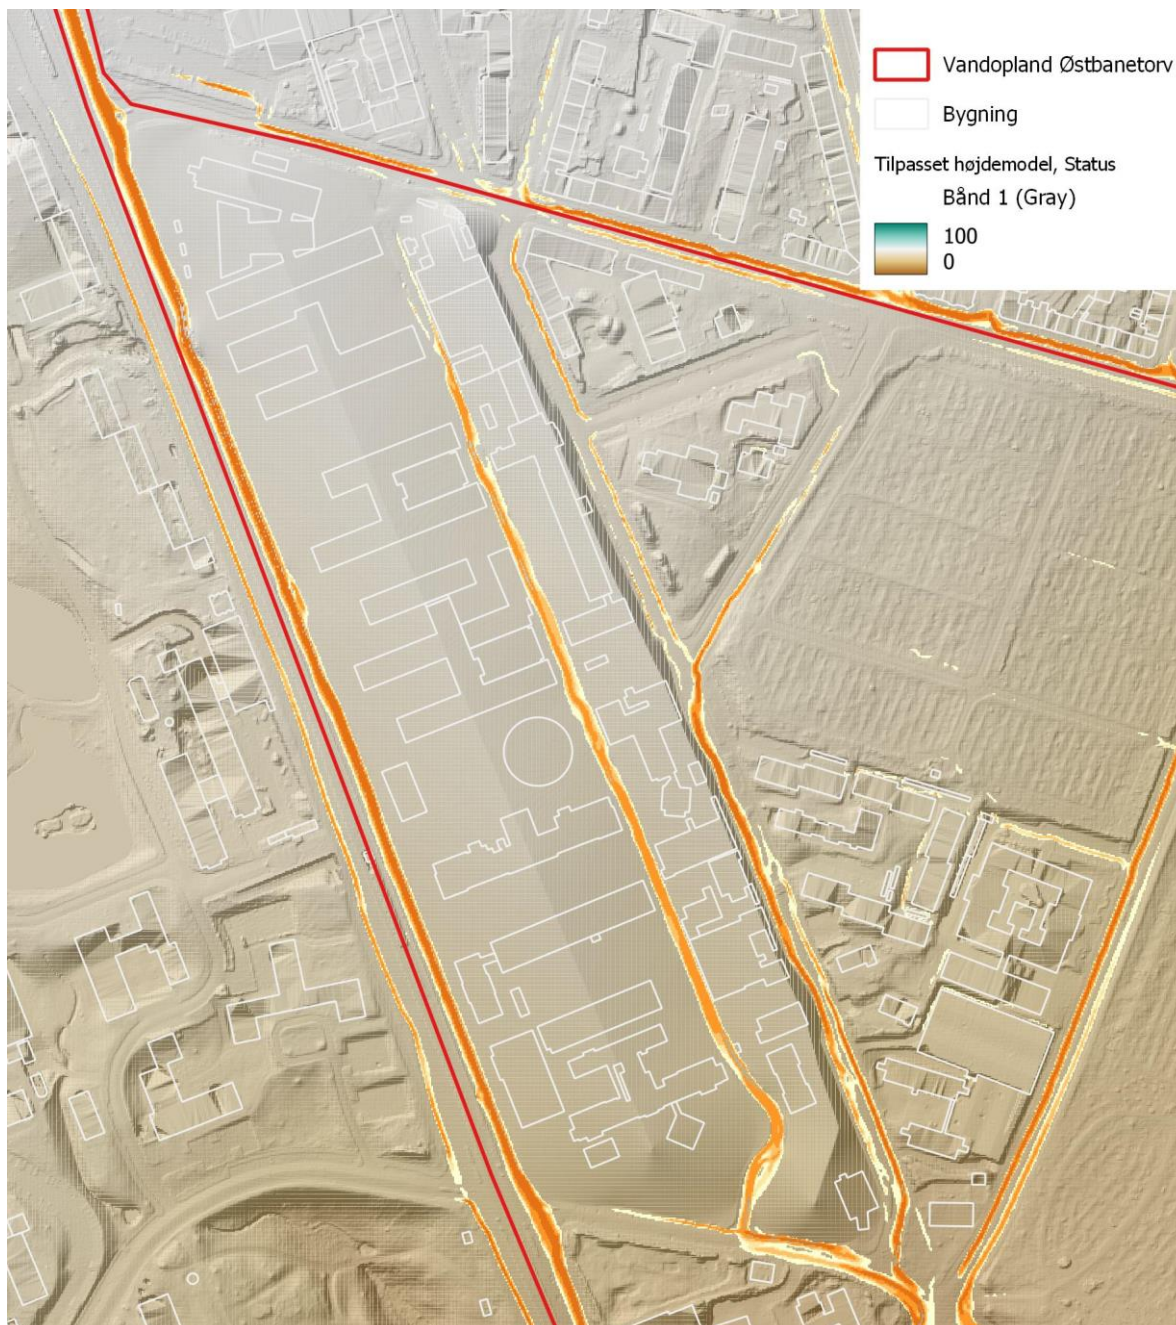 Vandopland Østbanetorv
Bygning
Tilpasset højdemodel, Status
Bånd 1 (Gray)
100
0